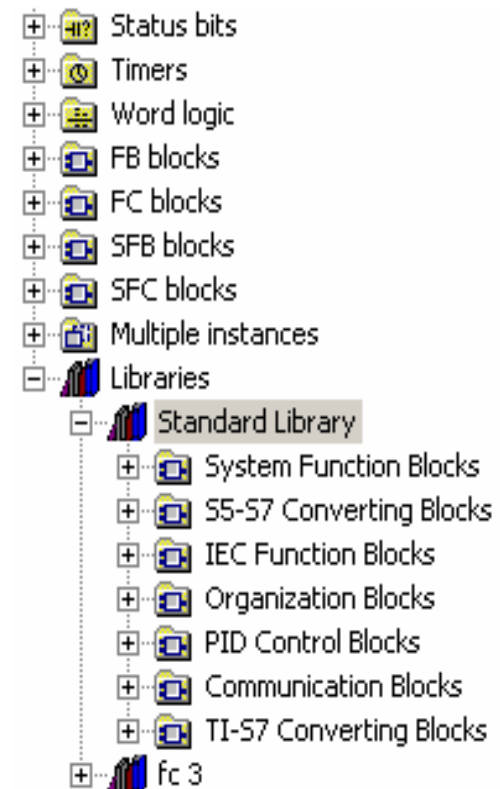 Status bits
Timers
Word logic
FB blocks
FC blocks
SFB blocks
SFC blocks
Multiple instances
Libraries
Standard Library
System Function Blocks
S5-S7 Converting Blocks
IEC Function Blocks
Organization Blocks
PID Control Blocks
Communication Blocks
TI-S7 Converting Blocks
fc 3